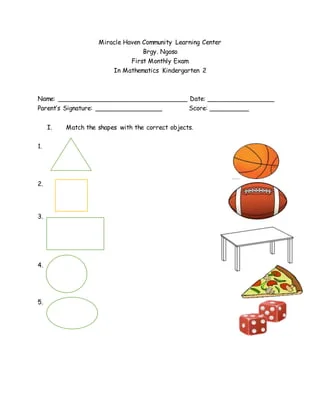 Miracle Haven Community Learning Center
Brgy. Ngoso
First Monthly Exam
In Mathematics Kindergarten 2
Name: ________________________________ Date: _________________
Parent's Signature: _________________ Score: __________
I. Match the shapes with the correct objects.
1.
2.
3.
4.
5.